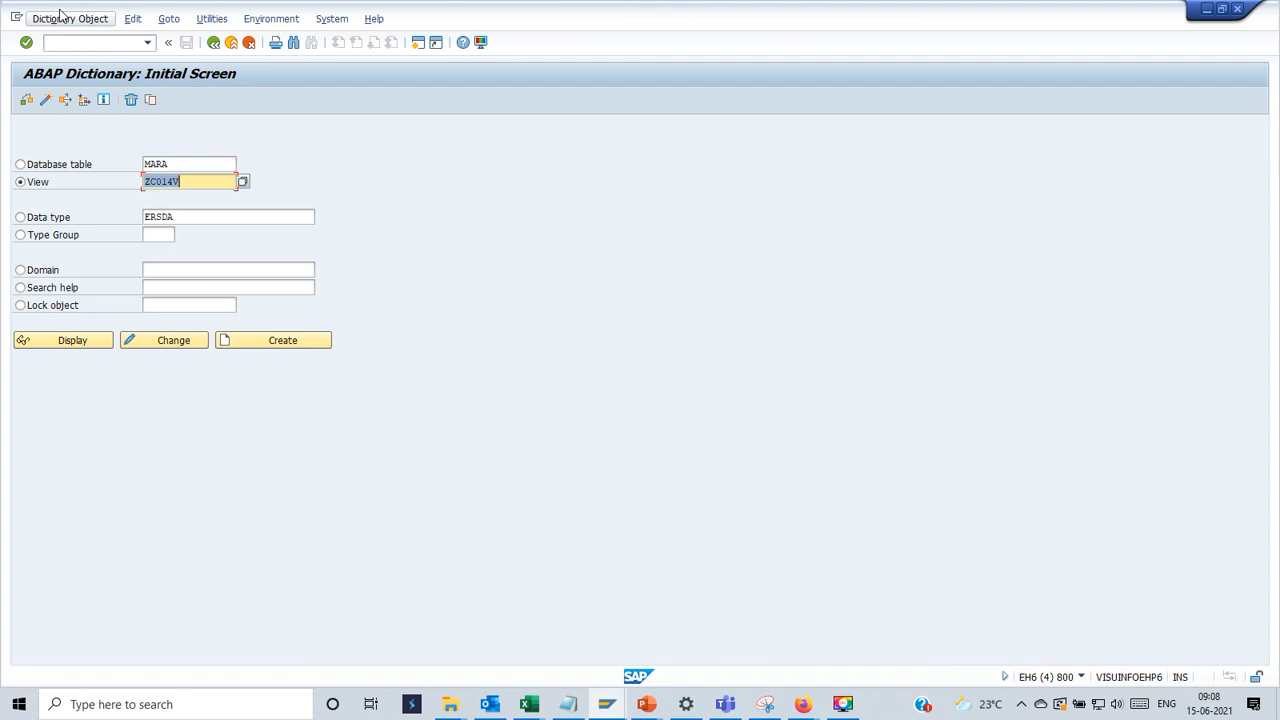 Dictionary Object Edit Goto Utilities Environment System Help
ABAP Dictionary: Initial Screen
Database table MARA
View ZC014V
Data type ERSDA
Type Group
Domain
Search help
Lock object
Display Change Create
SAP EH6 (4) 800 VISUINFOEHP6 INS
Type here to search 23°C ENG 09:08
15-06-2021